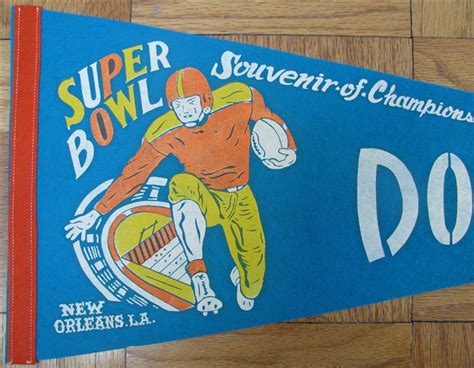 SUPER
BOWL
Souvenir-of-Champions
DO
NEW
ORLEANS, LA.